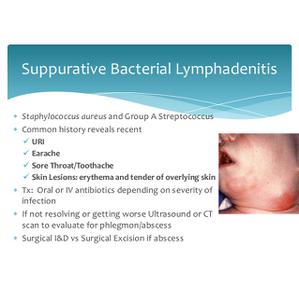 Suppurative Bacterial Lymphadenitis
Staphylococcus aureus and Group A Streptococcus
Common history reveals recent
URI
Earache
Sore Throat/Toothache
Skin Lesions: erythema and tender of overlying skin
Tx: Oral or IV antibiotics depending on severity of
infection
If not resolving or getting worse Ultrasound or CT
scan to evaluate for phlegmon/abscess
Surgical I&D vs Surgical Excision if abscess